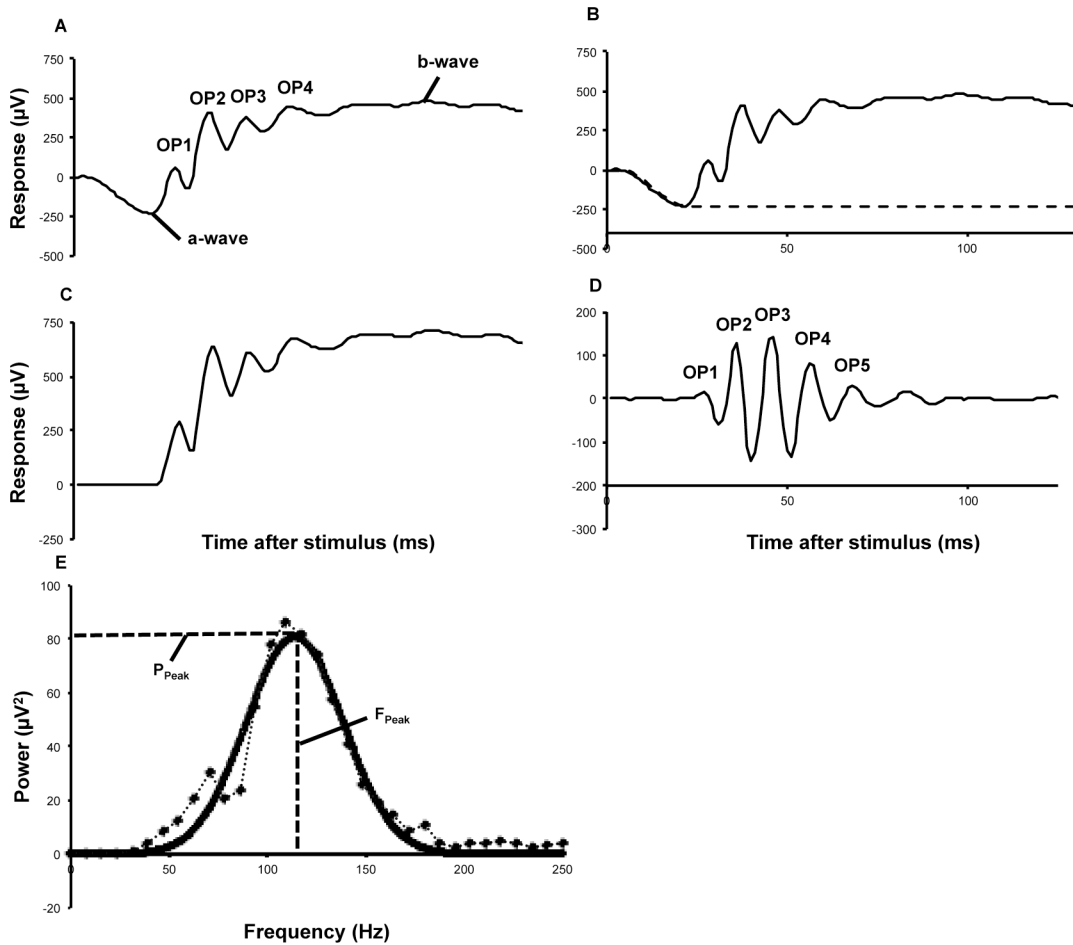 A
750
500
250
0
-250
-500
Response (µV)
OP1
OP2 OP3 OP4
b-wave
a-wave
B
750
500
250
0
-250
-500
0 50 100
C
750
500
250
0
-250
Response (µV)
Time after stimulus (ms)
D
200
100
0
-100
-200
-300
OP1
OP2
OP3
OP4
OP5
0 50 100
Time after stimulus (ms)
E
100
80
60
40
20
0
-20
Power (µV²)
P Peak
F Peak
0 50 100 150 200 250
Frequency (Hz)